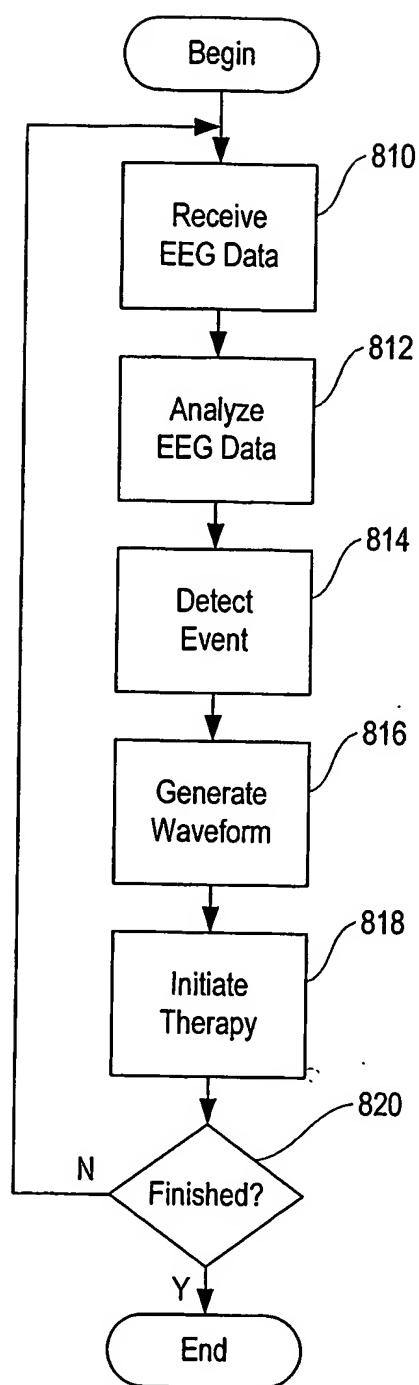 Begin
810
Receive
EEG Data
812
Analyze
EEG Data
814
Detect
Event
816
Generate
Waveform
818
Initiate
Therapy
820
N
Finished?
Y
End